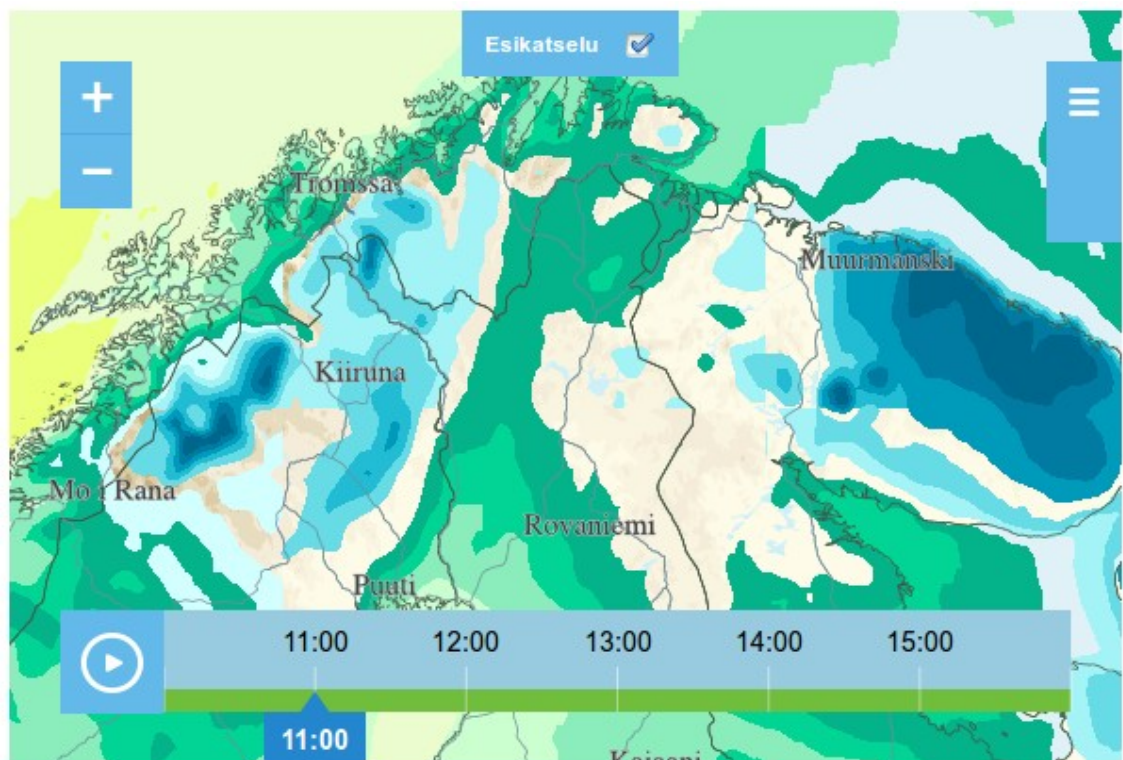 Esikatselu
+
−
Tromssa
Muurmanski
Kiiruna
Mo i Rana
Rovaniemi
Puuti
11:00 12:00 13:00 14:00 15:00
11:00